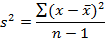 s² = ∑(x − x̄)² / n − 1